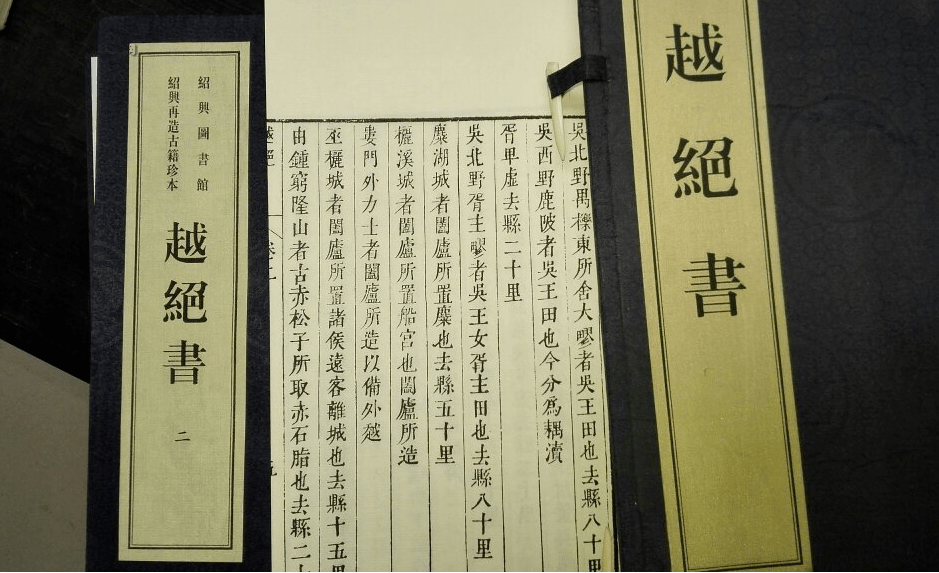 越絕書
吳北野禺櫟東所舍大疁者吳王田也去縣八十里
吳西野鹿陂者吳王田也今分為耦瀆
胥卑虛去縣二十里
吳北野胥主疁者吳王女胥主田也去縣八十里
麋湖城者闔廬所置麋也去縣五十里
欐溪城者闔廬所置船宮也闔廬所造
婁門外力士者闔廬所造以備外越
巫欐城者闔廬所置諸侯遠客離城也去縣十五里
由鍾窮隆山者古赤松子所取赤石脂也去縣二十
越絕
卷二
紹興圖書館
紹興再造古籍珍本
越絕書
二